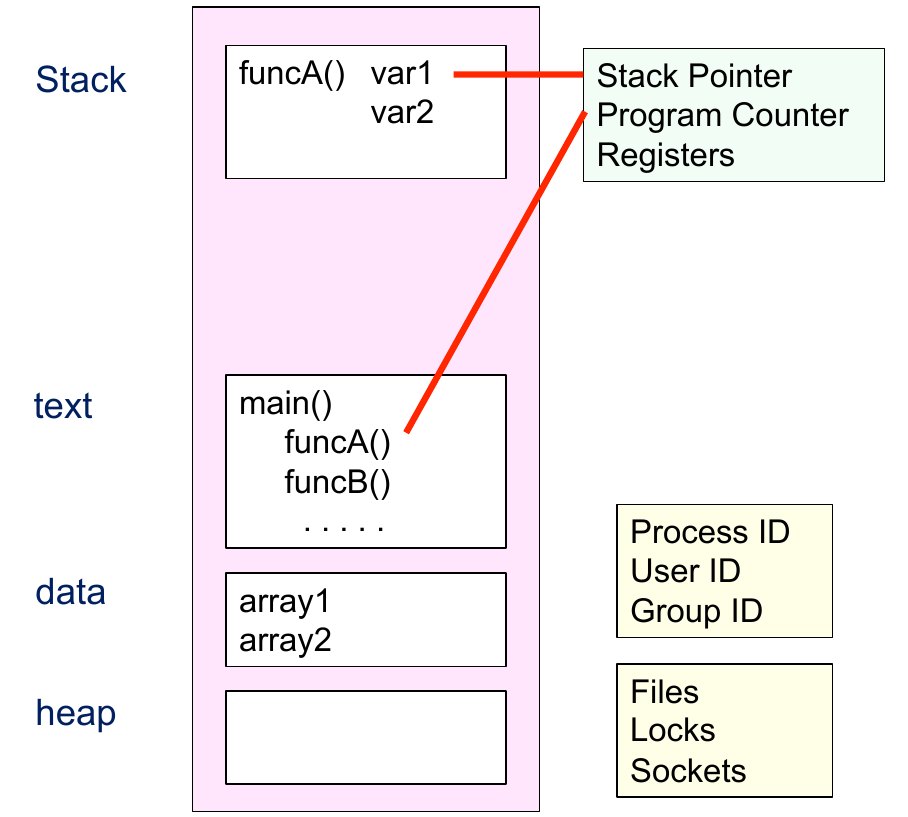 Stack
funcA() var1
var2
Stack Pointer
Program Counter
Registers
text
main()
funcA()
funcB()
. . . . .
data
array1
array2
heap
Process ID
User ID
Group ID
Files
Locks
Sockets